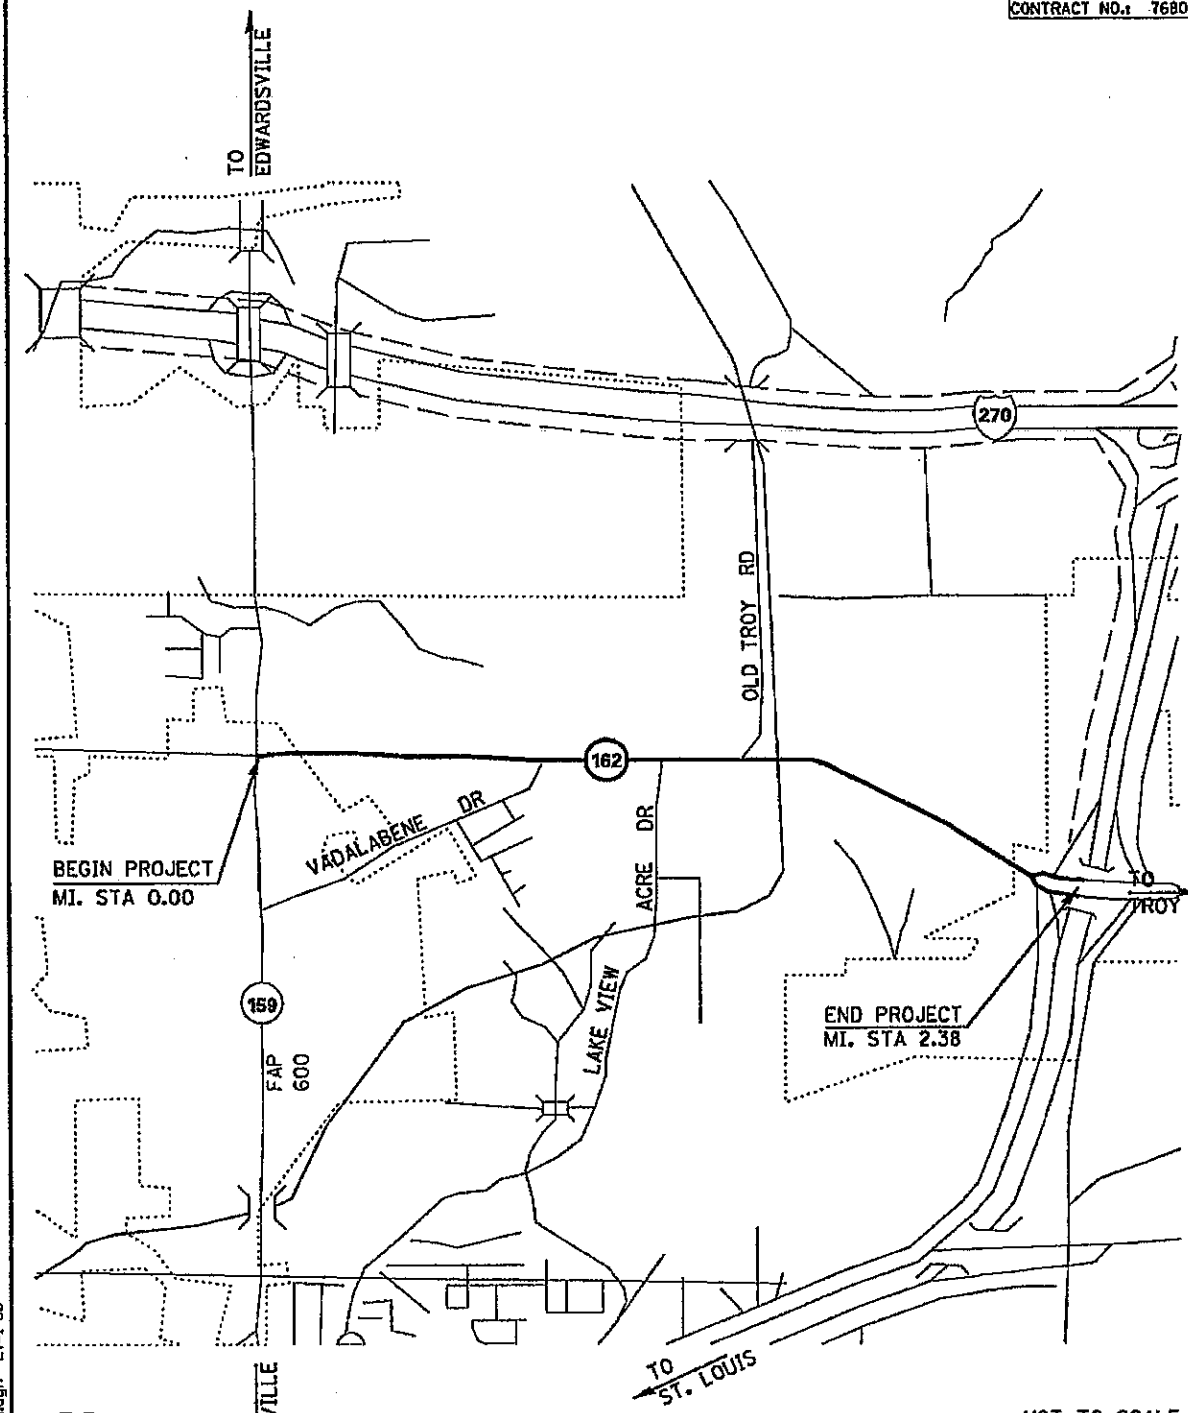 CONTRACT NO.: 7680
TO
EDWARDSVILLE
270
OLD TROY RD
162
VADALABENE DR
ACRE DR
BEGIN PROJECT
MI. STA 0.00
TO
TROY
159
LAKE VIEW
END PROJECT
MI. STA 2.38
FAP
600
TO
ST. LOUIS
VILLE